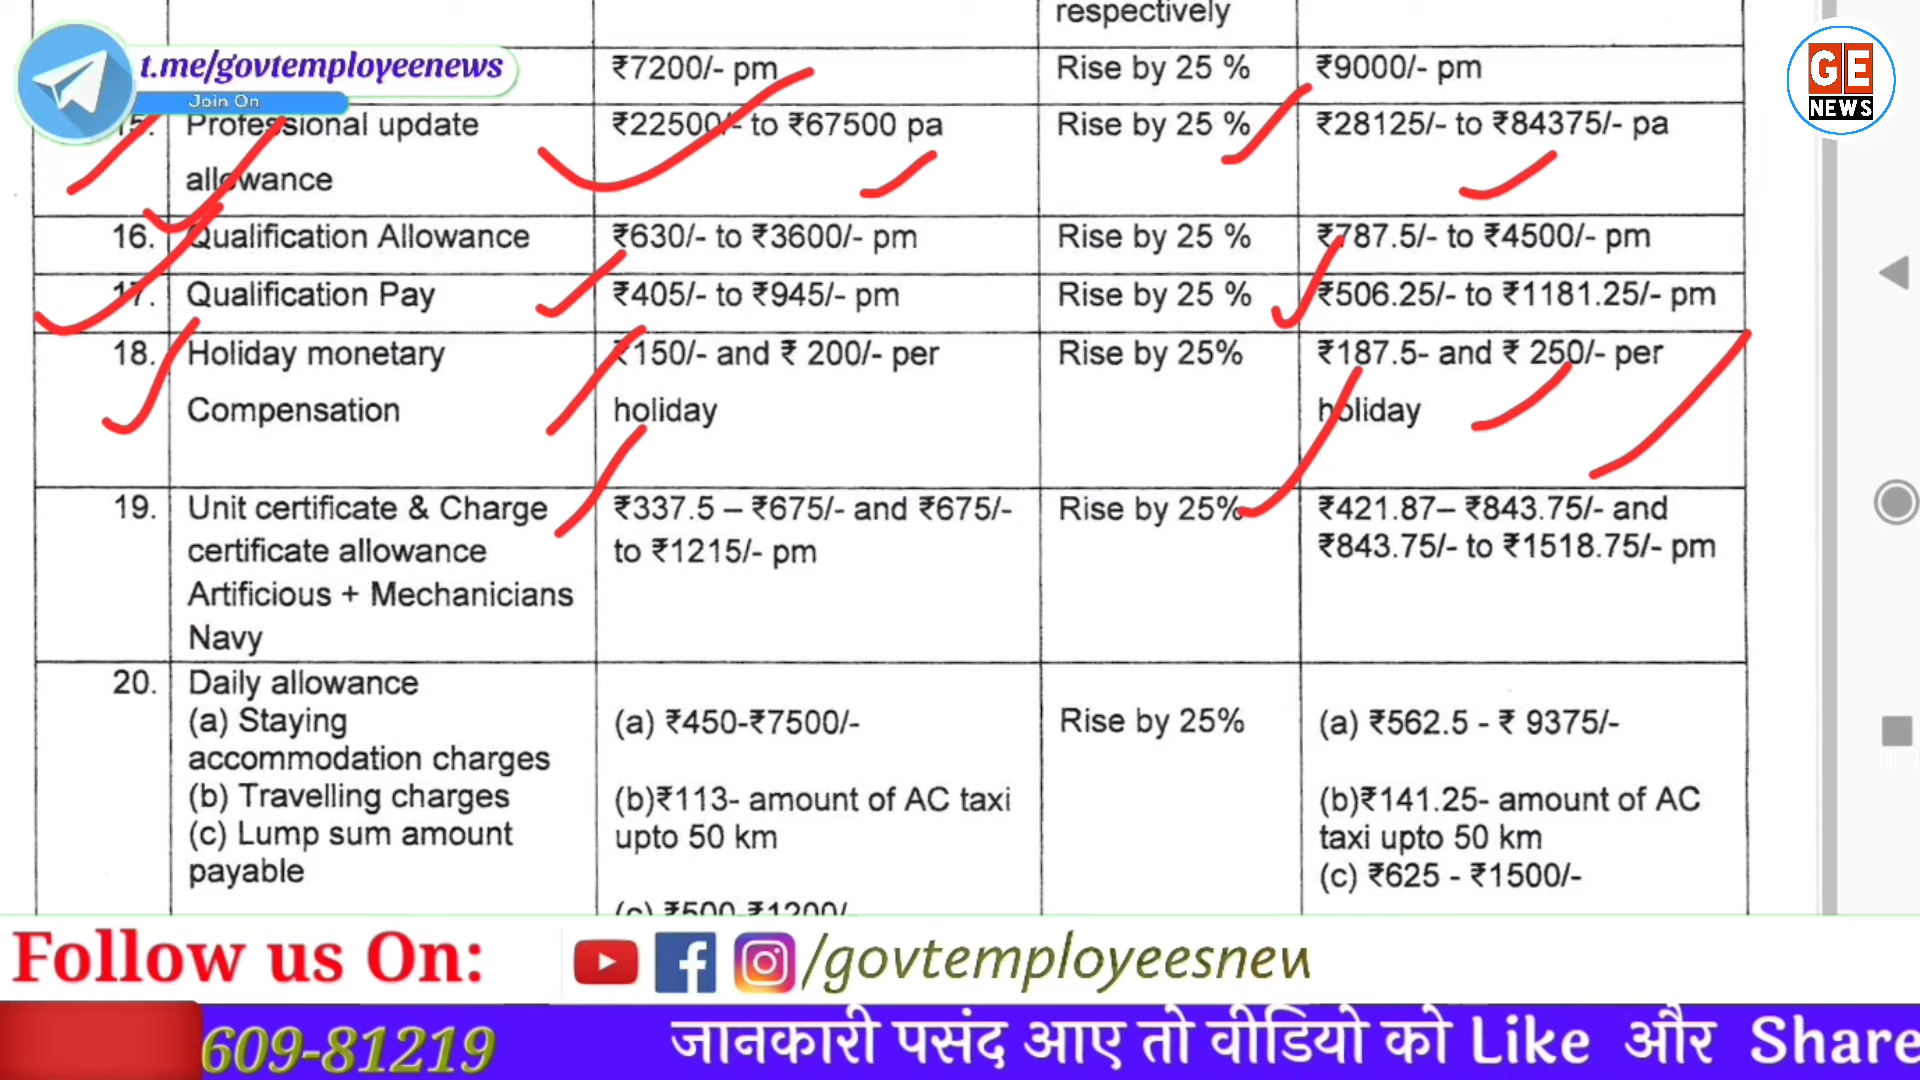 respectively
t.me/govtemployeenews
Join On
GE
NEWS
₹7200/- pm
Rise by 25 %
₹9000/- pm
15.
Professional update
allowance
₹22500/- to ₹67500 pa
Rise by 25 %
₹28125/- to ₹84375/- pa
16.
Qualification Allowance
₹630/- to ₹3600/- pm
Rise by 25 %
₹787.5/- to ₹4500/- pm
17.
Qualification Pay
₹405/- to ₹945/- pm
Rise by 25 %
₹506.25/- to ₹1181.25/- pm
18.
Holiday monetary
Compensation
₹150/- and ₹ 200/- per
holiday
Rise by 25%
₹187.5- and ₹ 250/- per
holiday
19.
Unit certificate & Charge
certificate allowance
Artificious + Mechanicians
Navy
₹337.5 – ₹675/- and ₹675/-
to ₹1215/- pm
Rise by 25%
₹421.87– ₹843.75/- and
₹843.75/- to ₹1518.75/- pm
20.
Daily allowance
(a) Staying
accommodation charges
(b) Travelling charges
(c) Lump sum amount
payable
(a) ₹450-₹7500/-
(b)₹113- amount of AC taxi
upto 50 km
(c) ₹500-₹1200/
Rise by 25%
(a) ₹562.5 - ₹ 9375/-
(b)₹141.25- amount of AC
taxi upto 50 km
(c) ₹625 - ₹1500/-
Follow us On:
/govtemployeesnew
609-81219
जानकारी पसंद आए तो वीडियो को Like और Share